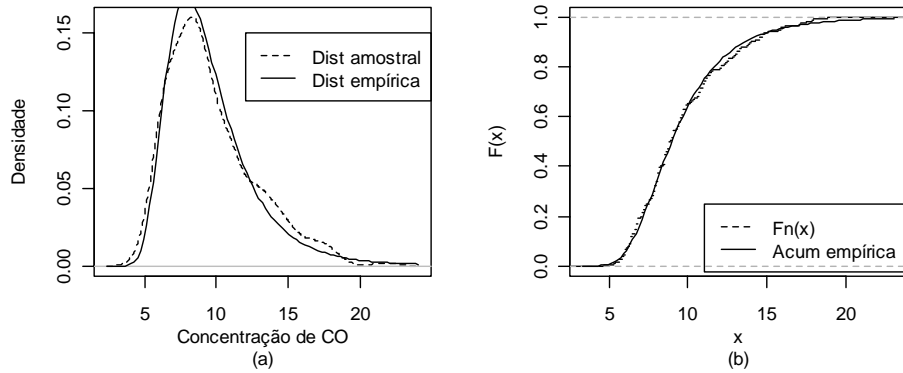 Densidade
0.00 0.05 0.10 0.15
Dist amostral
Dist empírica
5 10 15 20
Concentração de CO
(a)
F(x)
0.0 0.2 0.4 0.6 0.8 1.0
Fn(x)
Acum empírica
5 10 15 20
x
(b)